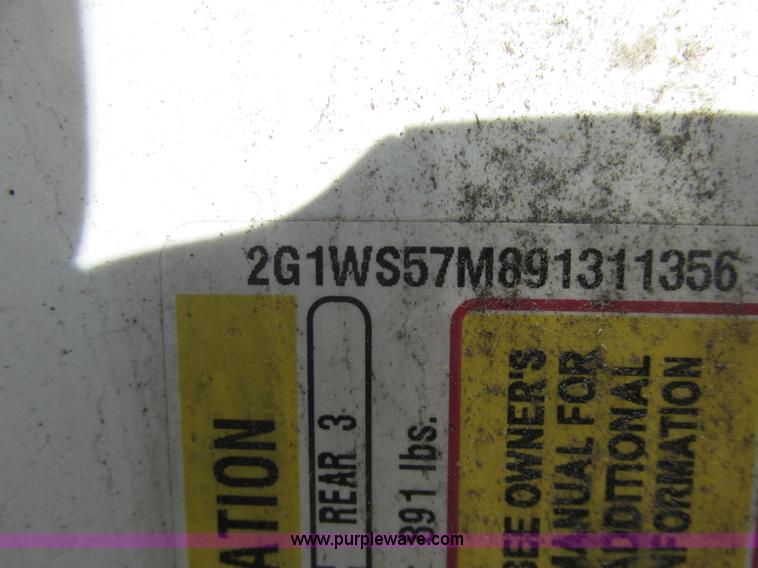 2G1WS57M891311356
ATION
REAR 3
391 lbs.
SEE OWNER'S
MANUAL FOR
ADDITIONAL
INFORMATION
www.purplewave.com